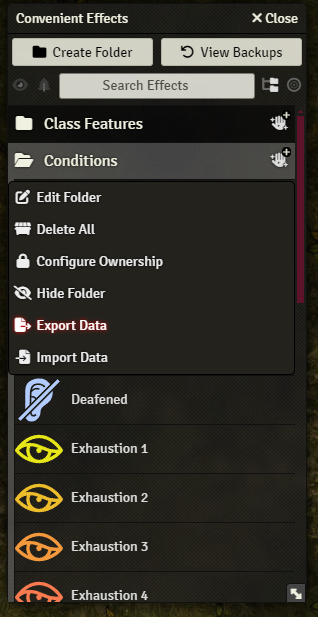 Convenient Effects
Close
Create Folder
View Backups
Search Effects
Class Features
Conditions
Edit Folder
Delete All
Configure Ownership
Hide Folder
Export Data
Import Data
Deafened
Exhaustion 1
Exhaustion 2
Exhaustion 3
Exhaustion 4